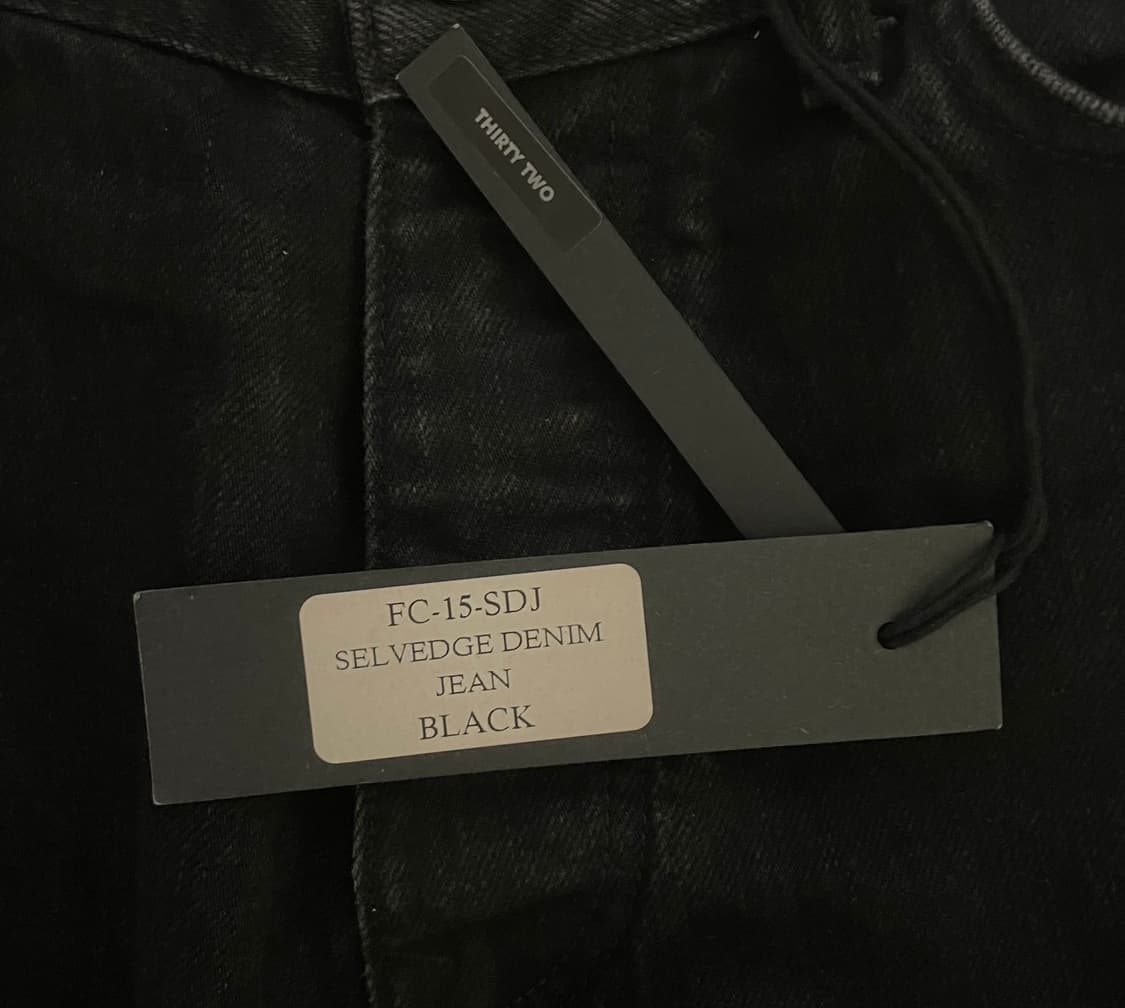 THIRTY TWO
FC-15-SDJ
SELVEDGE DENIM
JEAN
BLACK